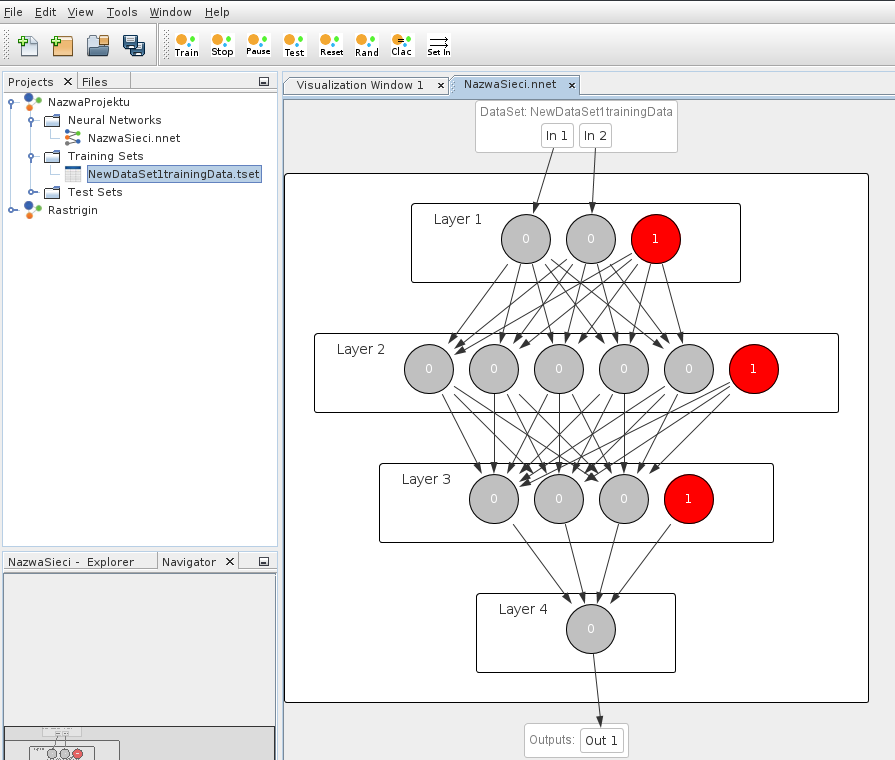 File Edit View Tools Window Help
Train Stop Pause Test Reset Rand Clac Set In
Projects Files
NazwaProjektu
Neural Networks
NazwaSieci.nnet
Training Sets
NewDataSet1trainingData.tset
Test Sets
Rastrigin
NazwaSieci - Explorer Navigator
Visualization Window 1 NazwaSieci.nnet
DataSet: NewDataSet1trainingData
In 1 In 2
Layer 1
0 0 1
Layer 2
0 0 0 0 0 1
Layer 3
0 0 0 1
Layer 4
0
Outputs: Out 1